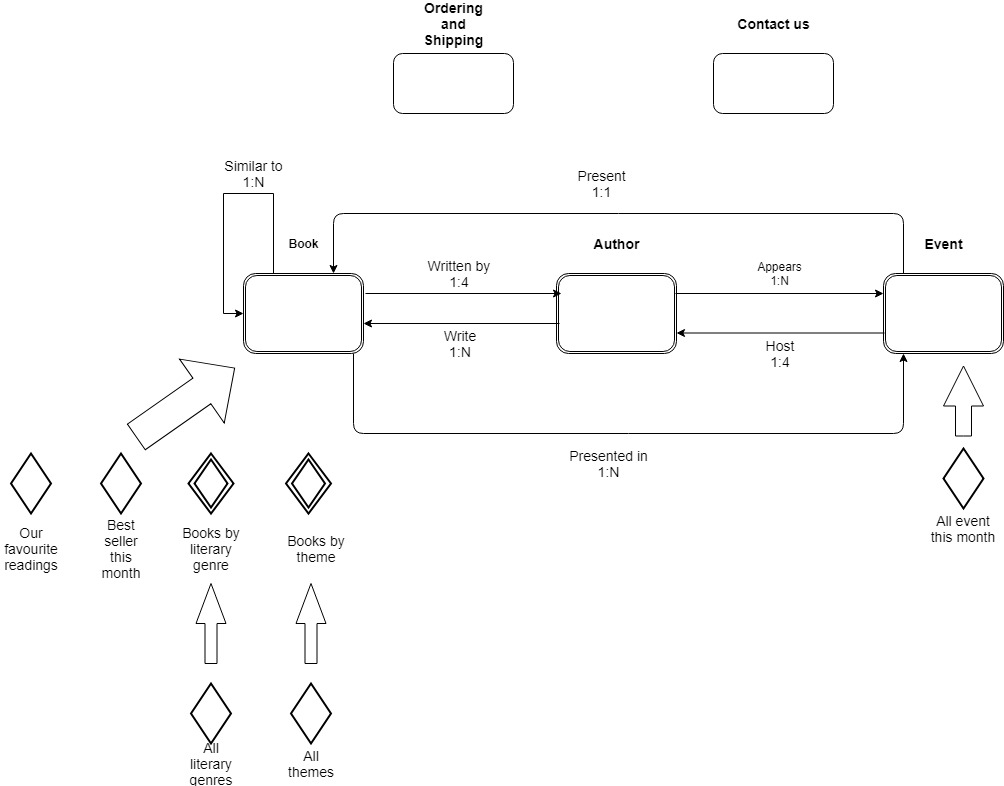 Ordering
and
Shipping
Contact us
Similar to
1:N
Present
1:1
Book
Author
Event
Written by
1:4
Appears
1:N
Write
1:N
Host
1:4
Presented in
1:N
Our
favourite
readings
Best
seller
this
month
Books by
literary
genre
Books by
theme
All event
this month
All
literary
genres
All
themes